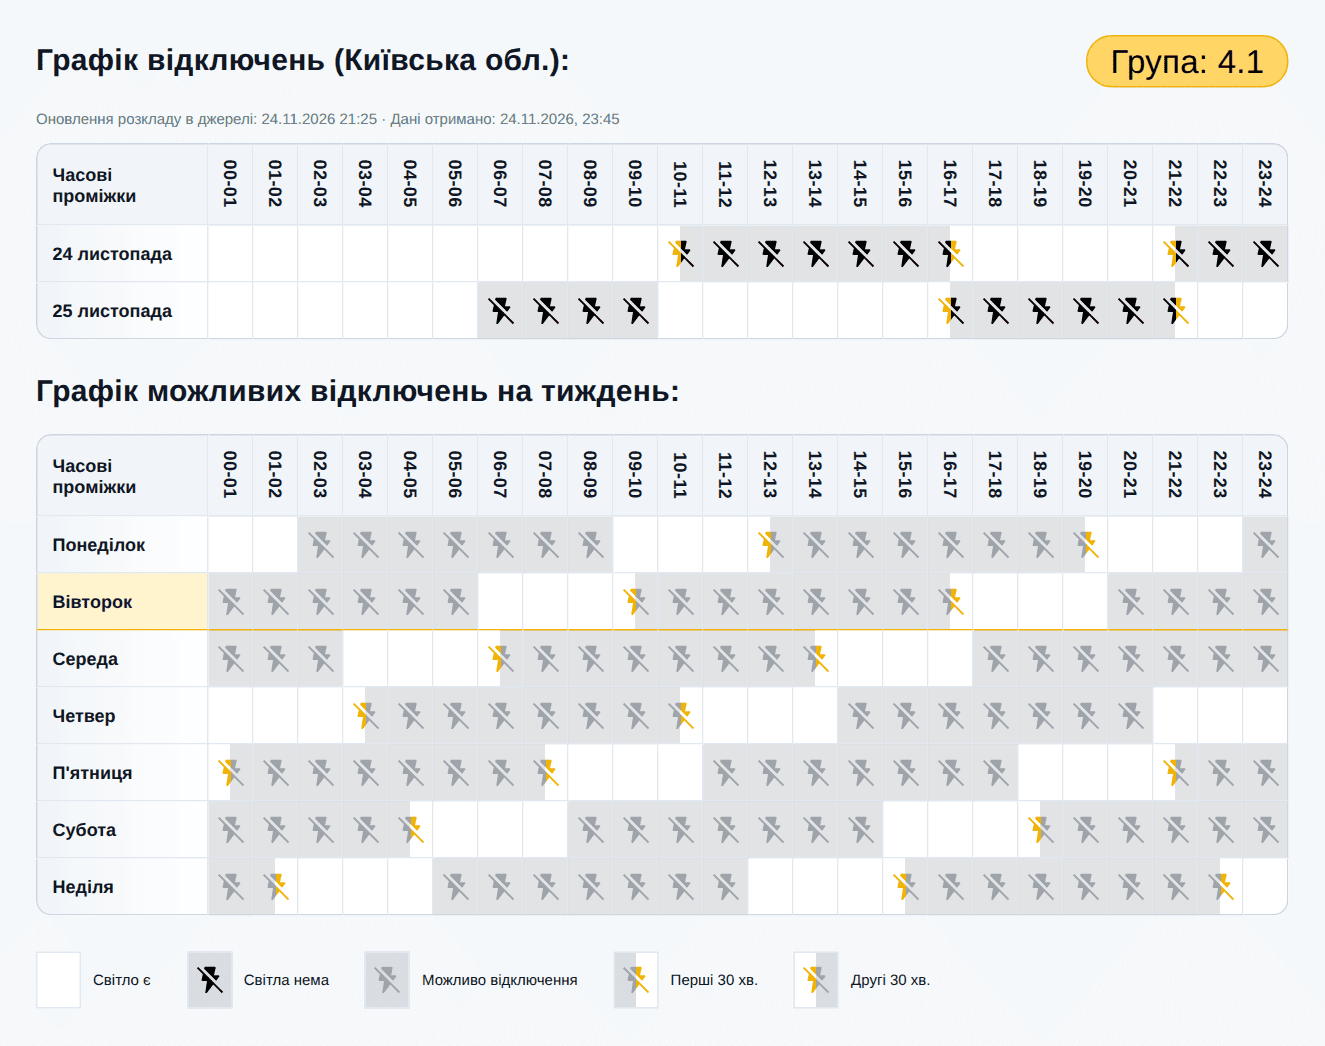 Графік відключень (Київська обл.):
Група: 4.1
Оновлення розкладу в джерелі: 24.11.2026 21:25 · Дані отримано: 24.11.2026, 23:45
Часові проміжки 00-01 01-02 02-03 03-04 04-05 05-06 06-07 07-08 08-09 09-10 10-11 11-12 12-13 13-14 14-15 15-16 16-17 17-18 18-19 19-20 20-21 21-22 22-23 23-24
24 листопада
25 листопада
Графік можливих відключень на тиждень:
Часові проміжки 00-01 01-02 02-03 03-04 04-05 05-06 06-07 07-08 08-09 09-10 10-11 11-12 12-13 13-14 14-15 15-16 16-17 17-18 18-19 19-20 20-21 21-22 22-23 23-24
Понеділок
Вівторок
Середа
Четвер
П'ятниця
Субота
Неділя
Світло є Світла нема Можливо відключення Перші 30 хв. Другі 30 хв.